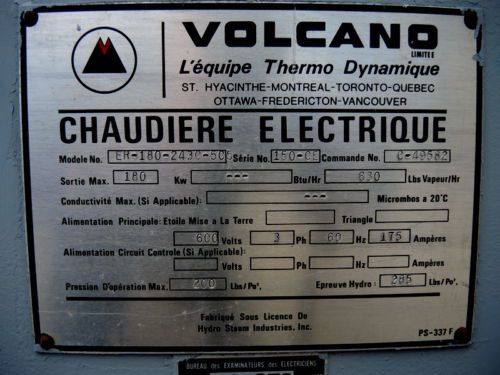 VOLCANO
LIMITEE
L'équipe Thermo Dynamique
ST. HYACINTHE-MONTREAL-TORONTO-QUEBEC
OTTAWA-FREDERICTON-VANCOUVER
CHAUDIERE ELECTRIQUE
Modele No. Série No. Commande No. C-49582
Sortie Max. 180 Kw --- Btu/Hr 630 Lbs Vapeur/Hr
Conductivité Max. (Si Applicable): --- Micromhos a 20°C
Alimentation Principale: Etoile Mise a La Terre Triangle
600 Volts 3 Ph 60 Hz 175 Ampères
Alimentation Circuit Controle (Si Applicable):
Volts Ph Hz Ampères
Pression D'opération Max. 200 Lbs/Po². Epreuve Hydro: 285 Lbs/Po².
Fabriqué Sous Licence De
Hydro Steam Industries, Inc.
PS-337 F
BUREAU des EXAMINATEURS des ELECTRICIENS